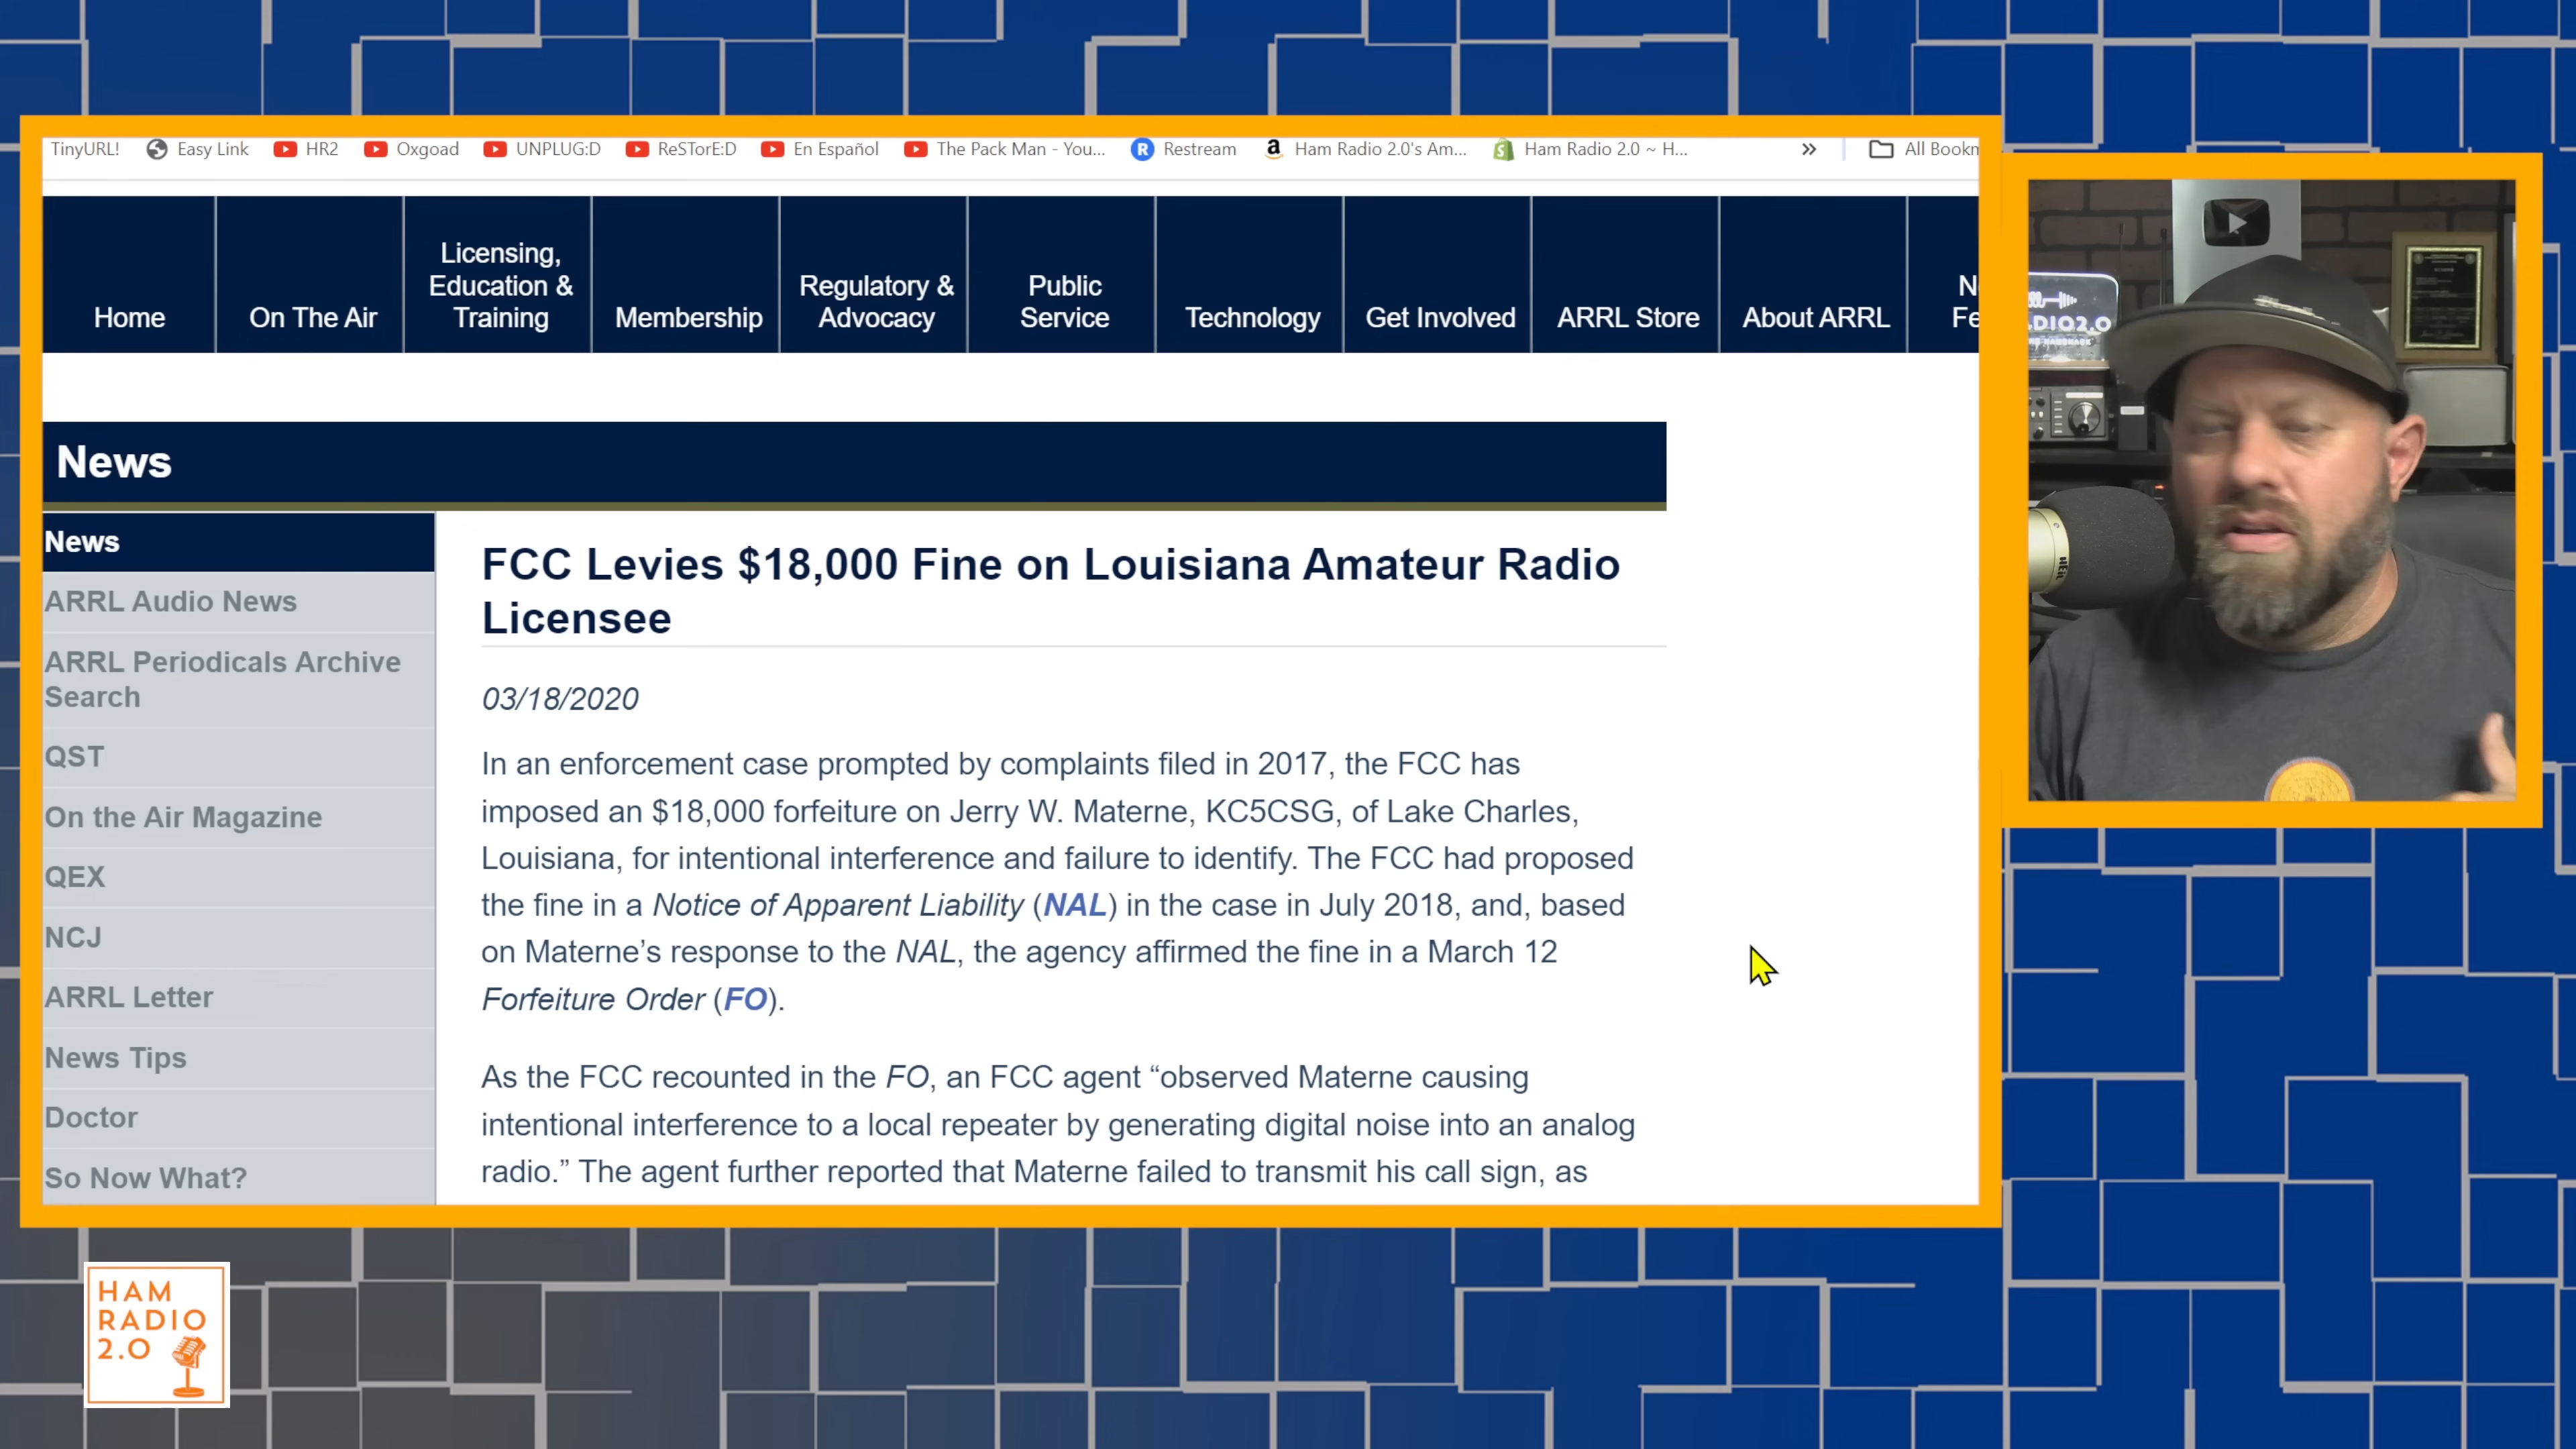 TinyURL!
Easy Link
HR2
Oxgoad
UNPLUG:D
ReSTorE:D
En Español
The Pack Man - You...
Restream
Ham Radio 2.0's Am...
Ham Radio 2.0 ~ H...
»
All Bookm
Home
On The Air
Licensing,
Education &
Training
Membership
Regulatory &
Advocacy
Public
Service
Technology
Get Involved
ARRL Store
About ARRL
News
News
ARRL Audio News
ARRL Periodicals Archive
Search
QST
On the Air Magazine
QEX
NCJ
ARRL Letter
News Tips
Doctor
So Now What?
FCC Levies $18,000 Fine on Louisiana Amateur Radio
Licensee
03/18/2020
In an enforcement case prompted by complaints filed in 2017, the FCC has
imposed an $18,000 forfeiture on Jerry W. Materne, KC5CSG, of Lake Charles,
Louisiana, for intentional interference and failure to identify. The FCC had proposed
the fine in a Notice of Apparent Liability (NAL) in the case in July 2018, and, based
on Materne’s response to the NAL, the agency affirmed the fine in a March 12
Forfeiture Order (FO).
As the FCC recounted in the FO, an FCC agent “observed Materne causing
intentional interference to a local repeater by generating digital noise into an analog
radio.” The agent further reported that Materne failed to transmit his call sign, as
DIO2.0
HEIL
HAM
RADIO
2.0